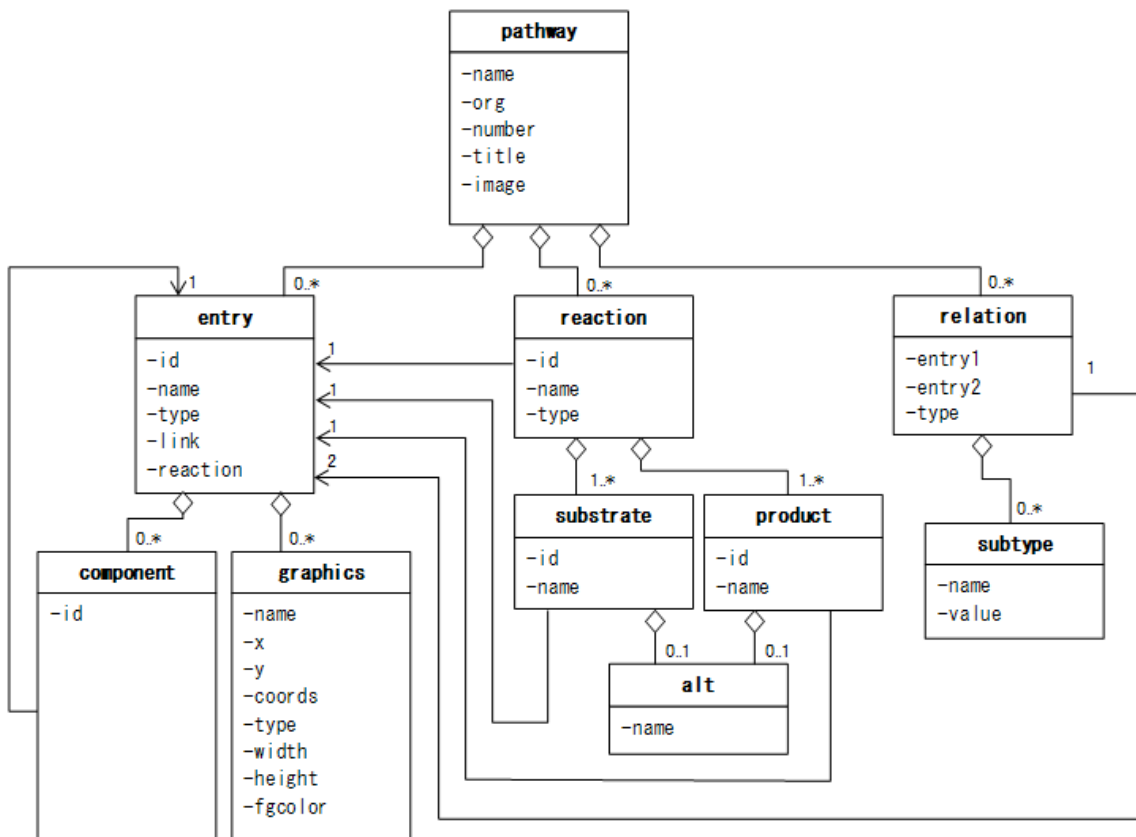 pathway
-name
-org
-number
-title
-image
1
0..*
0..*
0..*
entry
-id
-name
-type
-link
-reaction
1
1
1
2
reaction
-id
-name
-type
relation
-entry1
-entry2
-type
1
0..*
0..*
1..*
1..*
0..*
component
-id
graphics
-name
-x
-y
-coords
-type
-width
-height
-fgcolor
substrate
-id
-name
product
-id
-name
subtype
-name
-value
0..1
0..1
alt
-name